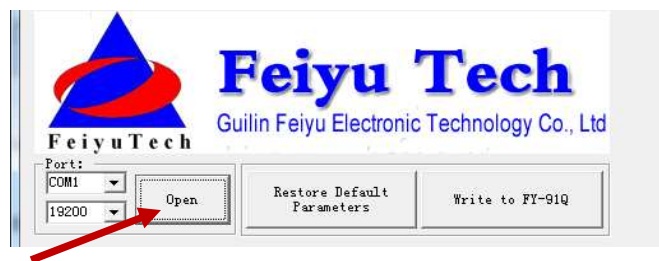 Feiyu Tech
Guilin Feiyu Electronic Technology Co., Ltd
FeiyuTech
Port:
COM1
19200
Open
Restore Default
Parameters
Write to FY-91Q